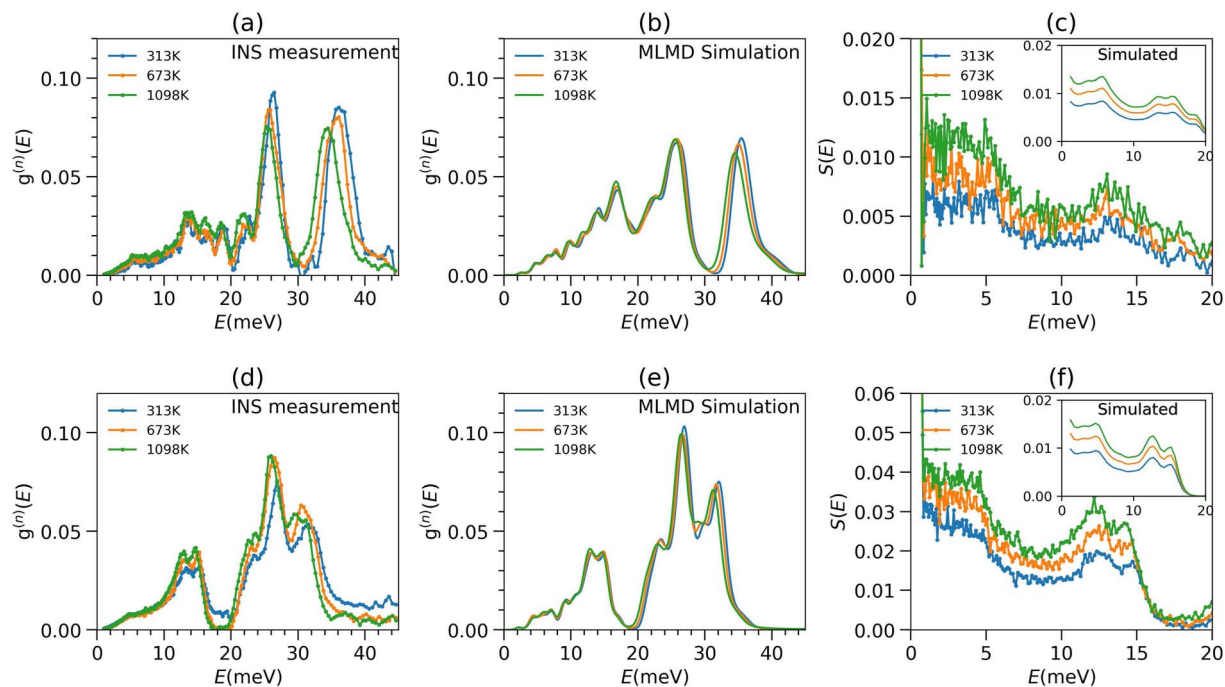 (a)
INS measurement
313K
673K
1098K
g⁽ⁿ⁾(E)
0.10
0.05
0.00
0 10 20 30 40
E(meV)
(b)
MLMD Simulation
313K
673K
1098K
g⁽ⁿ⁾(E)
0.10
0.05
0.00
0 10 20 30 40
E(meV)
(c)
313K
673K
1098K
S(E)
0.020
0.015
0.010
0.005
0.000
0 5 10 15 20
E(meV)
Simulated
0.02
0.01
0.00
0 10 20
(d)
INS measurement
313K
673K
1098K
g⁽ⁿ⁾(E)
0.10
0.05
0.00
0 10 20 30 40
E(meV)
(e)
MLMD Simulation
313K
673K
1098K
g⁽ⁿ⁾(E)
0.10
0.05
0.00
0 10 20 30 40
E(meV)
(f)
313K
673K
1098K
S(E)
0.06
0.05
0.04
0.03
0.02
0.01
0.00
0 5 10 15 20
E(meV)
Simulated
0.02
0.01
0.00
0 10 20